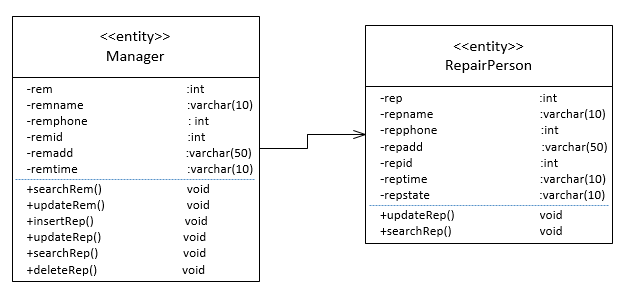 <<entity>>
Manager
-rem :int
-remname :varchar(10)
-remphone : int
-remid :int
-remadd :varchar(50)
-remtime :varchar(10)
+searchRem() void
+updateRem() void
+insertRep() void
+updateRep() void
+searchRep() void
+deleteRep() void
<<entity>>
RepairPerson
-rep :int
-repname :varchar(10)
-repphone :int
-repadd :varchar(50)
-repid :int
-reptime :varchar(10)
-repstate :varchar(10)
+updateRep() void
+searchRep() void